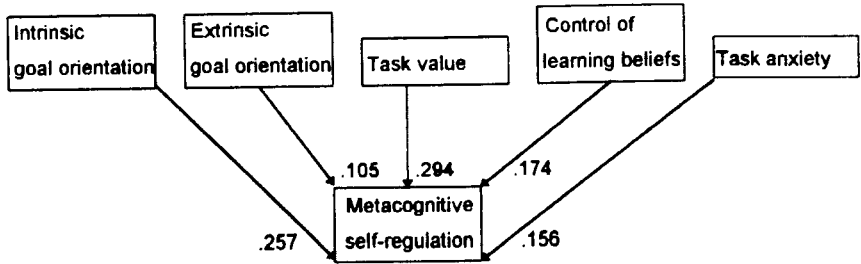 Intrinsic
goal orientation
Extrinsic
goal orientation
Task value
Control of
learning beliefs
Task anxiety
.105
.294
.174
Metacognitive
self-regulation
.257
.156